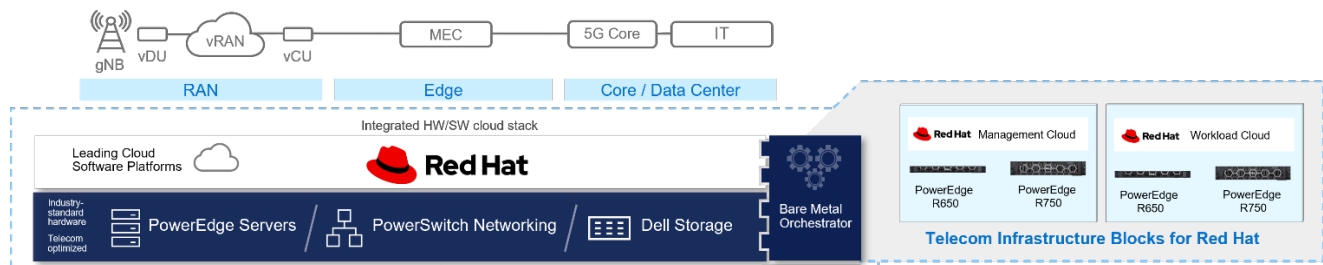 gNB
vDU
vRAN
vCU
MEC
5G Core
IT
RAN
Edge
Core / Data Center
Integrated HW/SW cloud stack
Leading Cloud
Software Platforms
Red Hat
Industry-
standard
hardware
Telecom
optimized
PowerEdge Servers
PowerSwitch Networking
Dell Storage
Bare Metal
Orchestrator
Red Hat Management Cloud
PowerEdge
R650
PowerEdge
R750
Red Hat Workload Cloud
PowerEdge
R650
PowerEdge
R750
Telecom Infrastructure Blocks for Red Hat